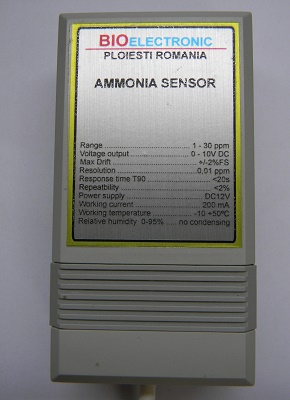 BIOELECTRONIC
PLOIESTI ROMANIA
AMMONIA SENSOR
Range ........................................ 1 - 30 ppm
Voltage output ........................ 0 - 10V DC
Max Drift .................................... +/-2%FS
Resolution ................................ 0,01 ppm
Response time T90 ........................ <20s
Repeatbility ...................................... <2%
Power supply ............................... DC12V
Working current .......................... 200 mA
Working temperature ............... -10 +50ºC
Relative humidity 0-95% ..... no condensing